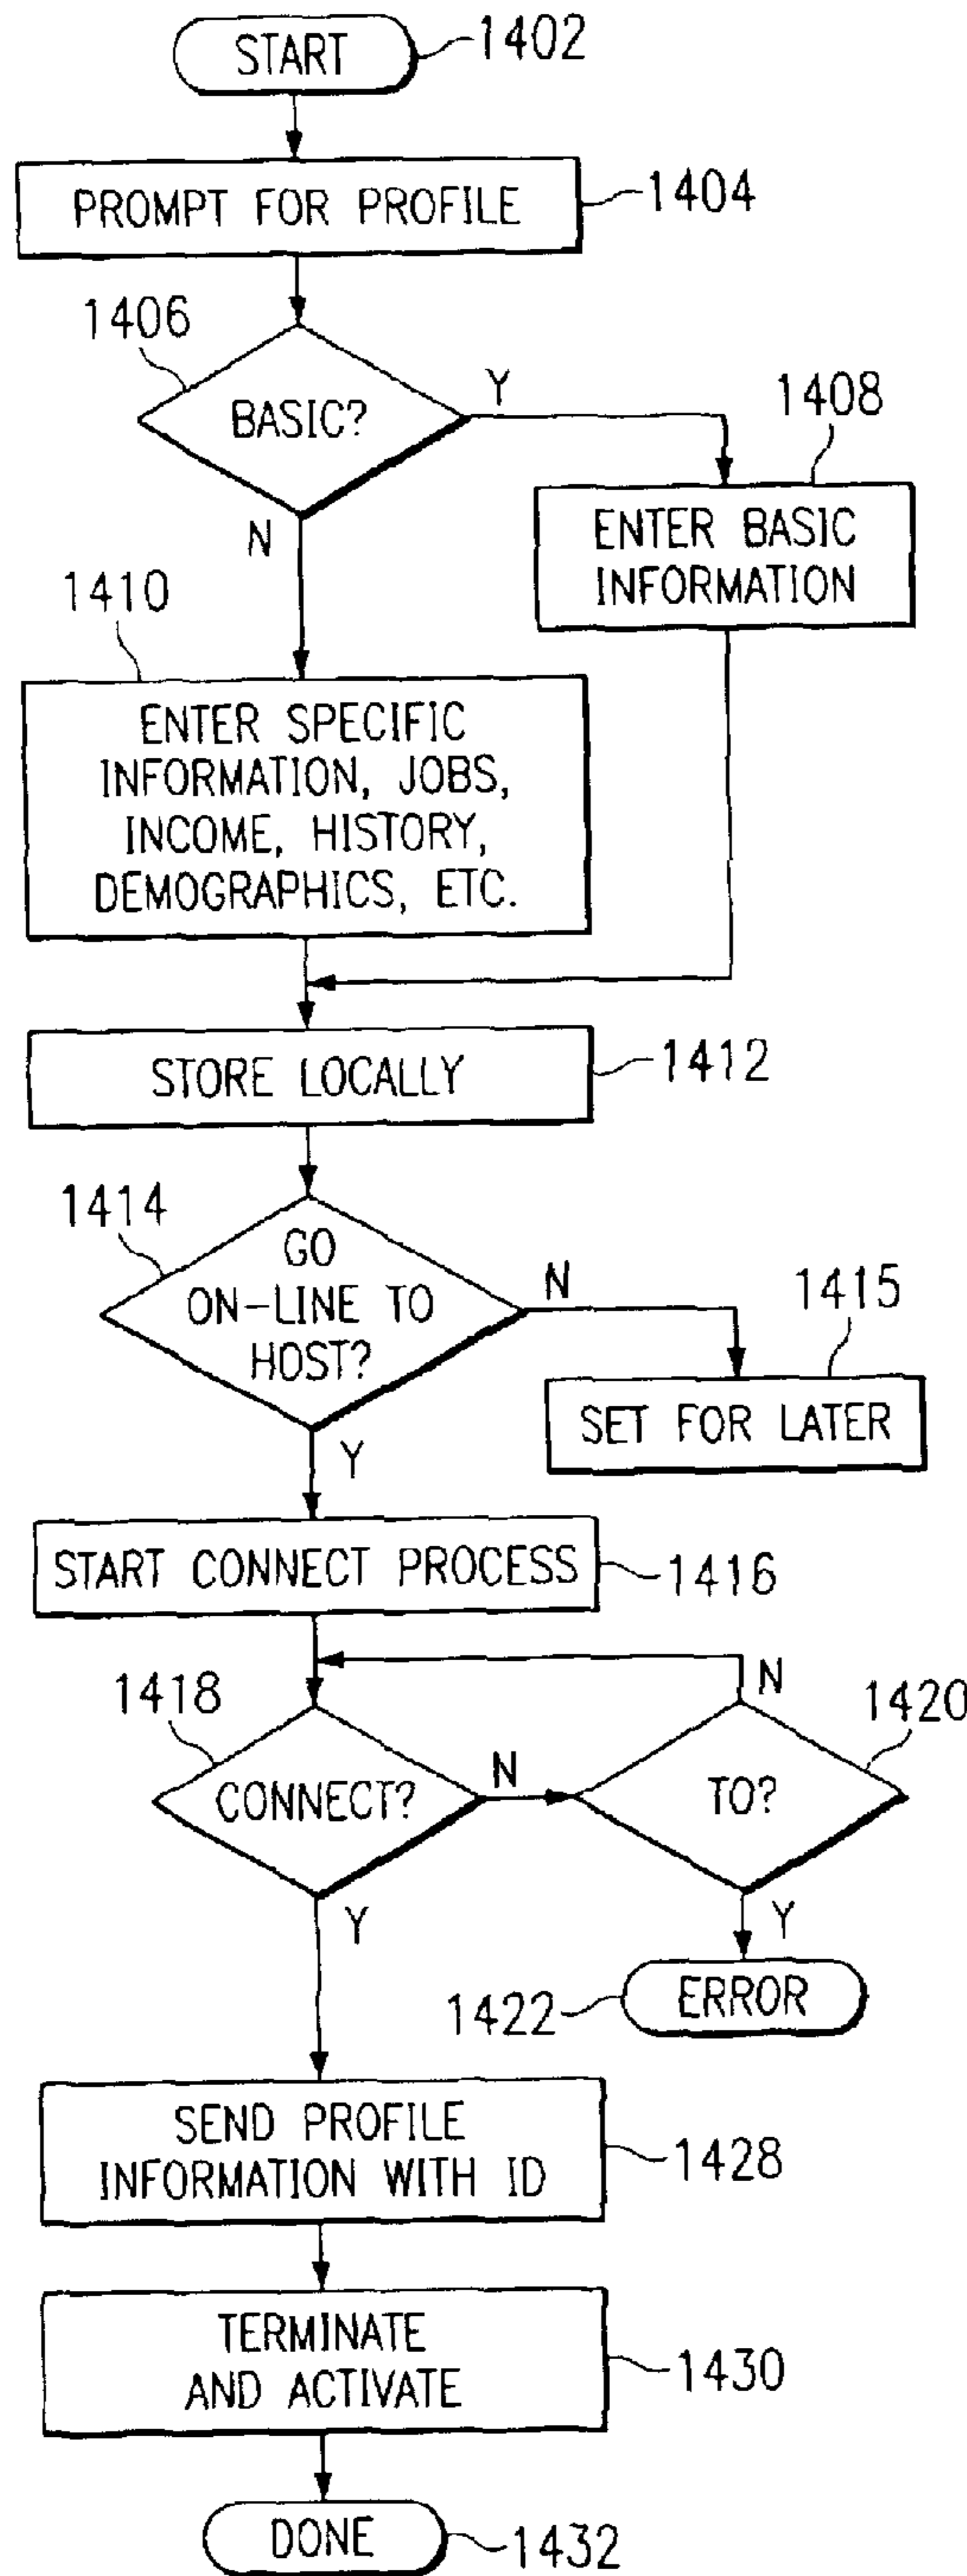 START
1402
PROMPT FOR PROFILE
1404
1406
BASIC?
Y
N
1408
ENTER BASIC
INFORMATION
1410
ENTER SPECIFIC
INFORMATION, JOBS,
INCOME, HISTORY,
DEMOGRAPHICS, ETC.
STORE LOCALLY
1412
1414
GO
ON-LINE TO
HOST?
N
Y
1415
SET FOR LATER
START CONNECT PROCESS
1416
1418
CONNECT?
N
Y
1420
TO?
N
Y
1422
ERROR
SEND PROFILE
INFORMATION WITH ID
1428
TERMINATE
AND ACTIVATE
1430
DONE
1432